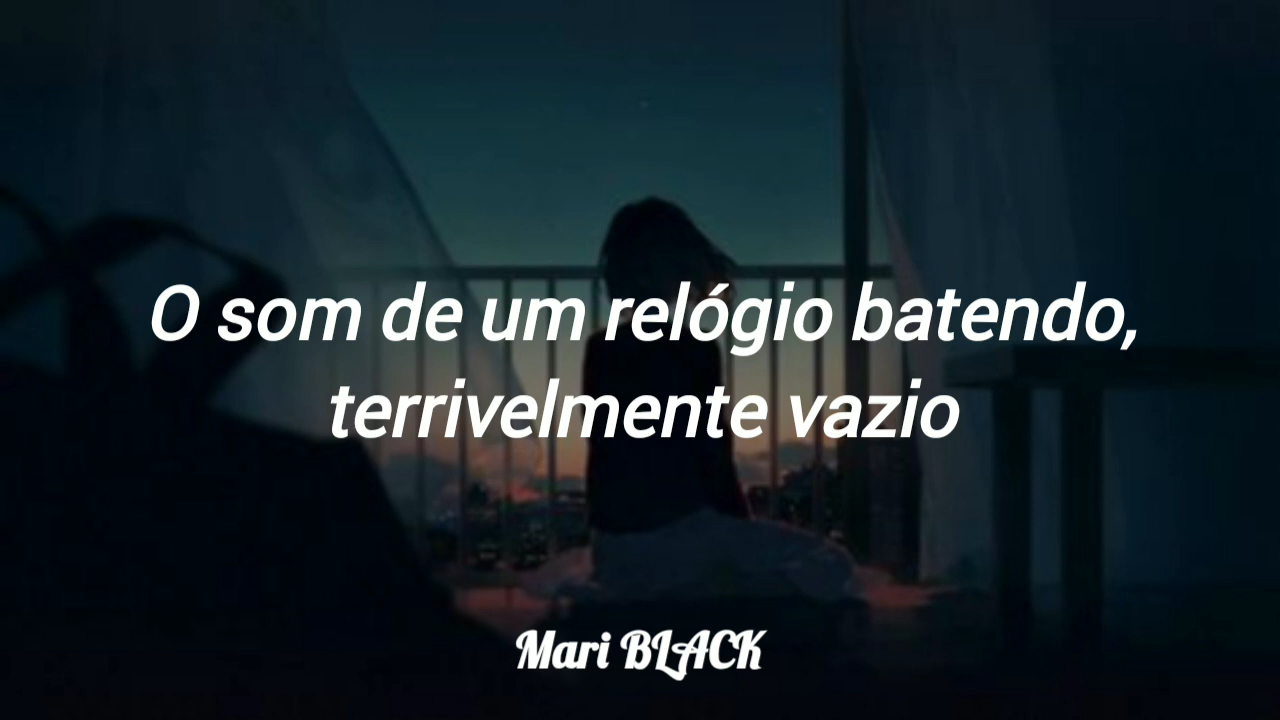 O som de um relógio batendo,
terrivelmente vazio
Mari BLACK